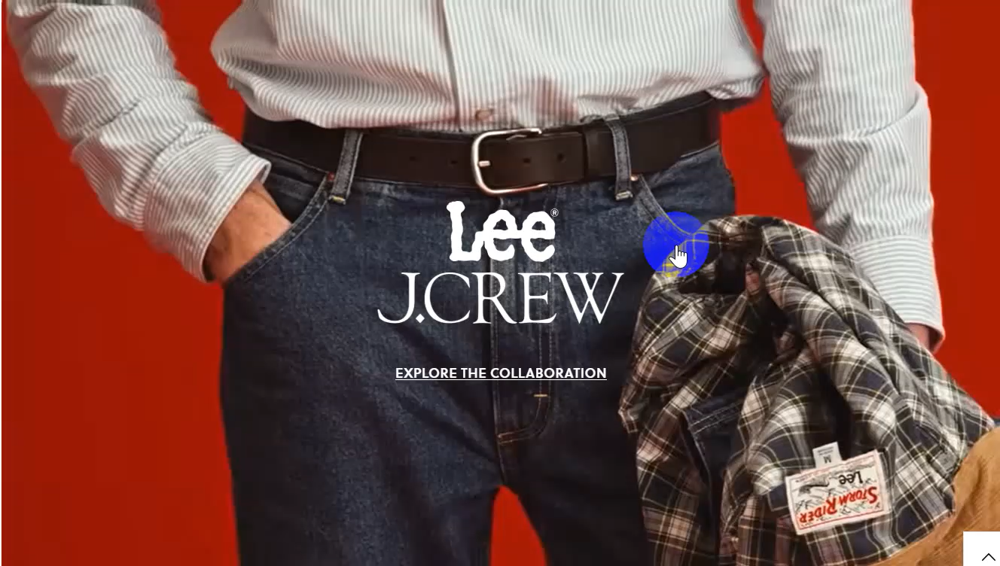 Lee®
J.CREW
EXPLORE THE COLLABORATION
M
Lee
STORM RIDER